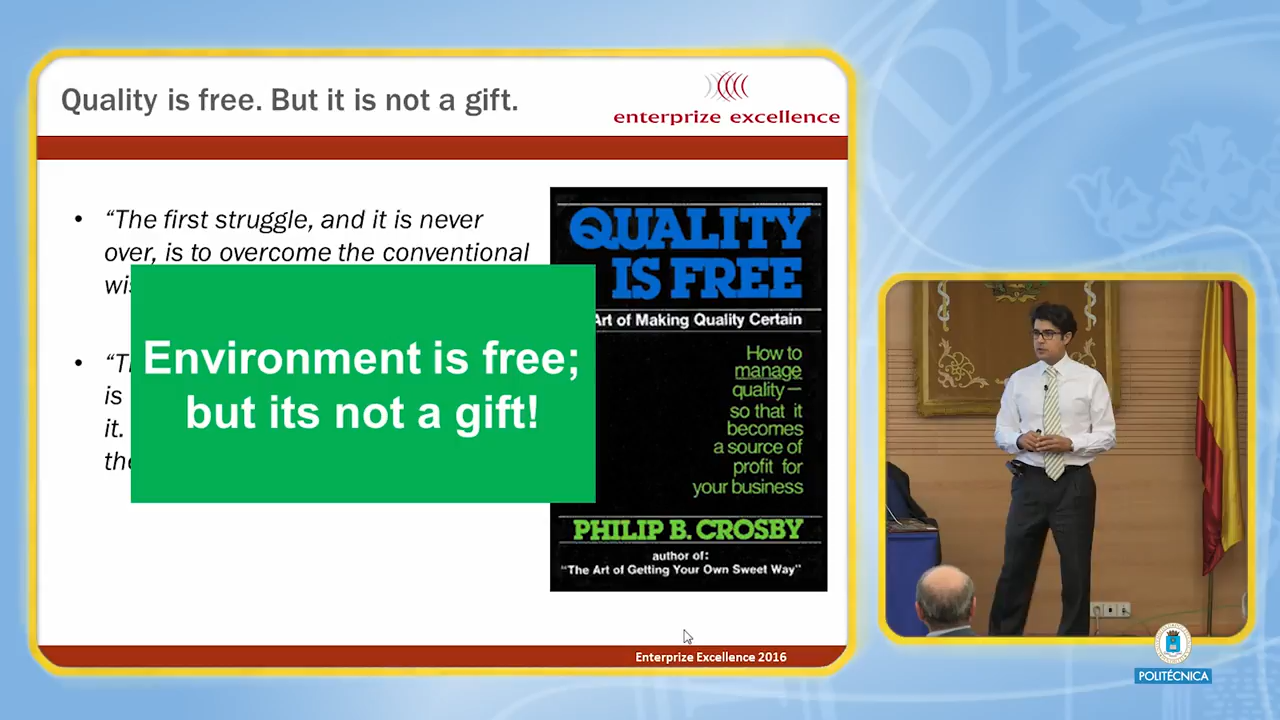 Quality is free. But it is not a gift.
enterprize excellence
• “The first struggle, and it is never
over, is to overcome the conventional
Environment is free;
but its not a gift!
is
it.
QUALITY
IS FREE
Art of Making Quality Certain
How to
manage
quality—
so that it
becomes
a source of
profit for
your business
PHILIP B. CROSBY
author of:
“The Art of Getting Your Own Sweet Way”
Enterprize Excellence 2016
POLITÉCNICA